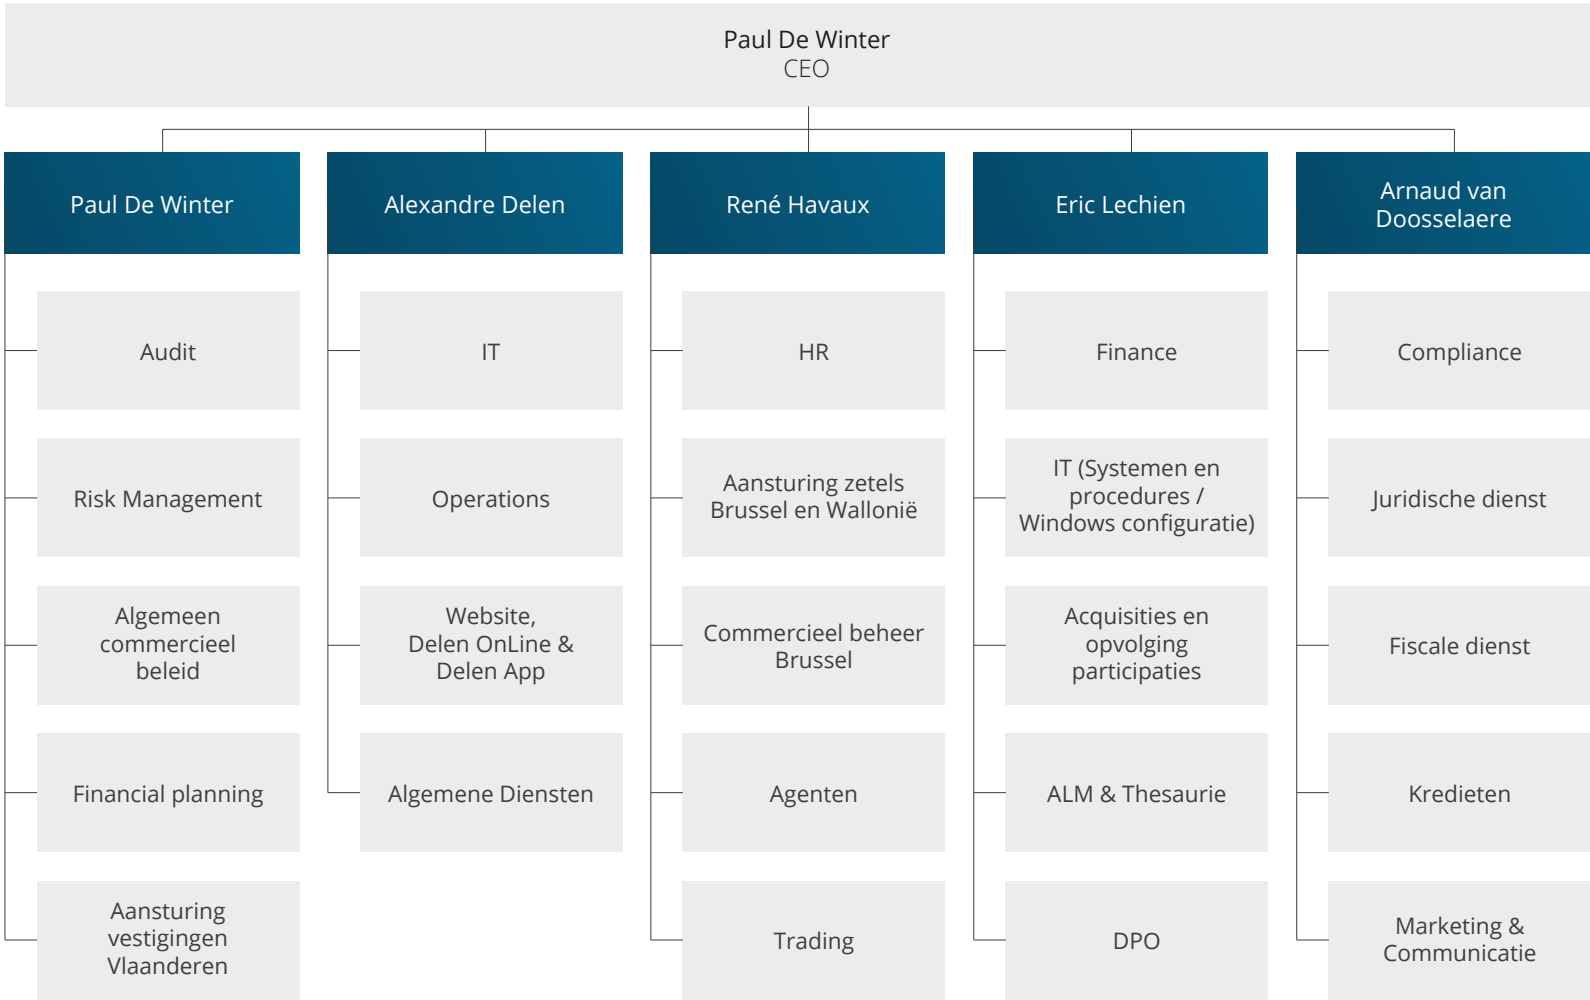 Paul De Winter
CEO
Paul De Winter
Audit
Risk Management
Algemeen
commercieel
beleid
Financial planning
Aansturing
vestigingen
Vlaanderen
Alexandre Delen
IT
Operations
Website,
Delen OnLine &
Delen App
Algemene Diensten
René Havaux
HR
Aansturing zetels
Brussel en Wallonië
Commercieel beheer
Brussel
Agenten
Trading
Eric Lechien
Finance
IT (Systemen en
procedures /
Windows configuratie)
Acquisities en
opvolging
participaties
ALM & Thesaurie
DPO
Arnaud van
Doosselaere
Compliance
Juridische dienst
Fiscale dienst
Kredieten
Marketing &
Communicatie